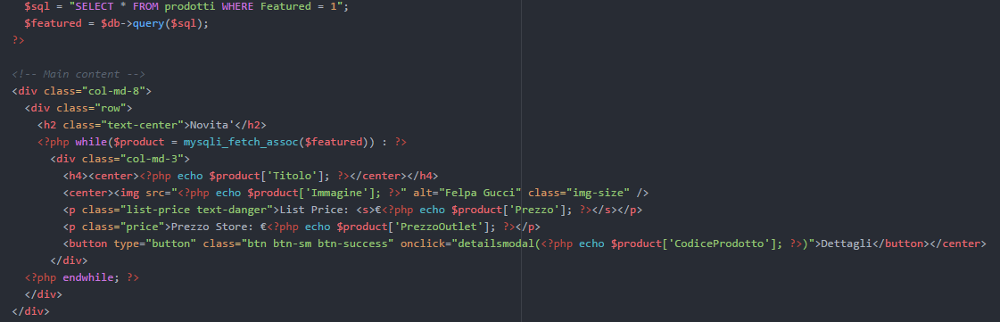 $sql = "SELECT * FROM prodotti WHERE Featured = 1";
$featured = $db->query($sql);
?>
<!-- Main content -->
<div class="col-md-8">
<div class="row">
<h2 class="text-center">Novita'</h2>
<?php while($product = mysqli_fetch_assoc($featured)) : ?>
<div class="col-md-3">
<h4><center><?php echo $product['Titolo']; ?></center></h4>
<center><img src="<?php echo $product['Immagine']; ?>" alt="Felpa Gucci" class="img-size" />
<p class="list-price text-danger">List Price: <s>€<?php echo $product['Prezzo']; ?></s></p>
<p class="price">Prezzo Store: €<?php echo $product['PrezzoOutlet']; ?></p>
<button type="button" class="btn btn-sm btn-success" onclick="detailsmodal(<?php echo $product['CodiceProdotto']; ?>)">Dettagli</button></center>
</div>
<?php endwhile; ?>
</div>
</div>